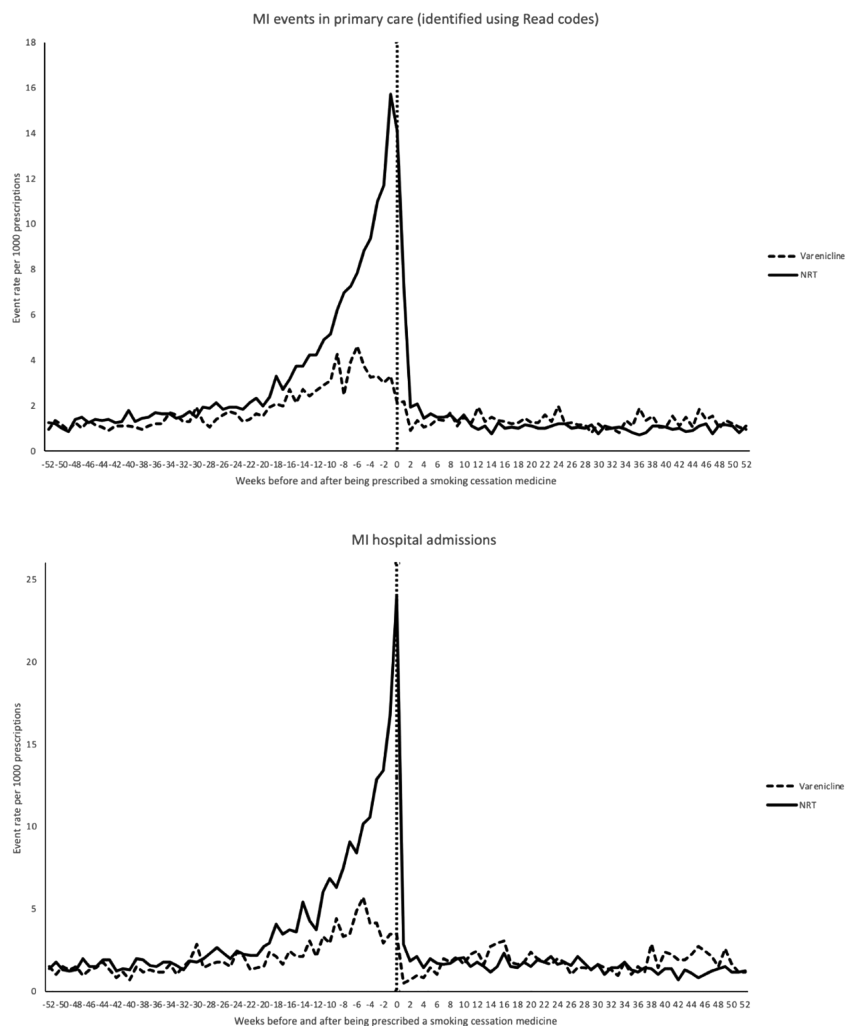 MI events in primary care (identified using Read codes)
18
16
14
12
10
8
6
4
2
0
Event rate per 1000 prescriptions
Varenicline
NRT
-52-50-48-46-44-42-40-38-36-34-32-30-28-26-24-22-20-18-16-14-12-10 -8 -6 -4 -2 0 2 4 6 8 10 12 14 16 18 20 22 24 26 28 30 32 34 36 38 40 42 44 46 48 50 52
Weeks before and after being prescribed a smoking cessation medicine
MI hospital admissions
25
20
15
10
5
0
Event rate per 1000 prescriptions
Varenicline
NRT
-52-50-48-46-44-42-40-38-36-34-32-30-28-26-24-22-20-18-16-14-12-10 -8 -6 -4 -2 0 2 4 6 8 10 12 14 16 18 20 22 24 26 28 30 32 34 36 38 40 42 44 46 48 50 52
Weeks before and after being prescribed a smoking cessation medicine